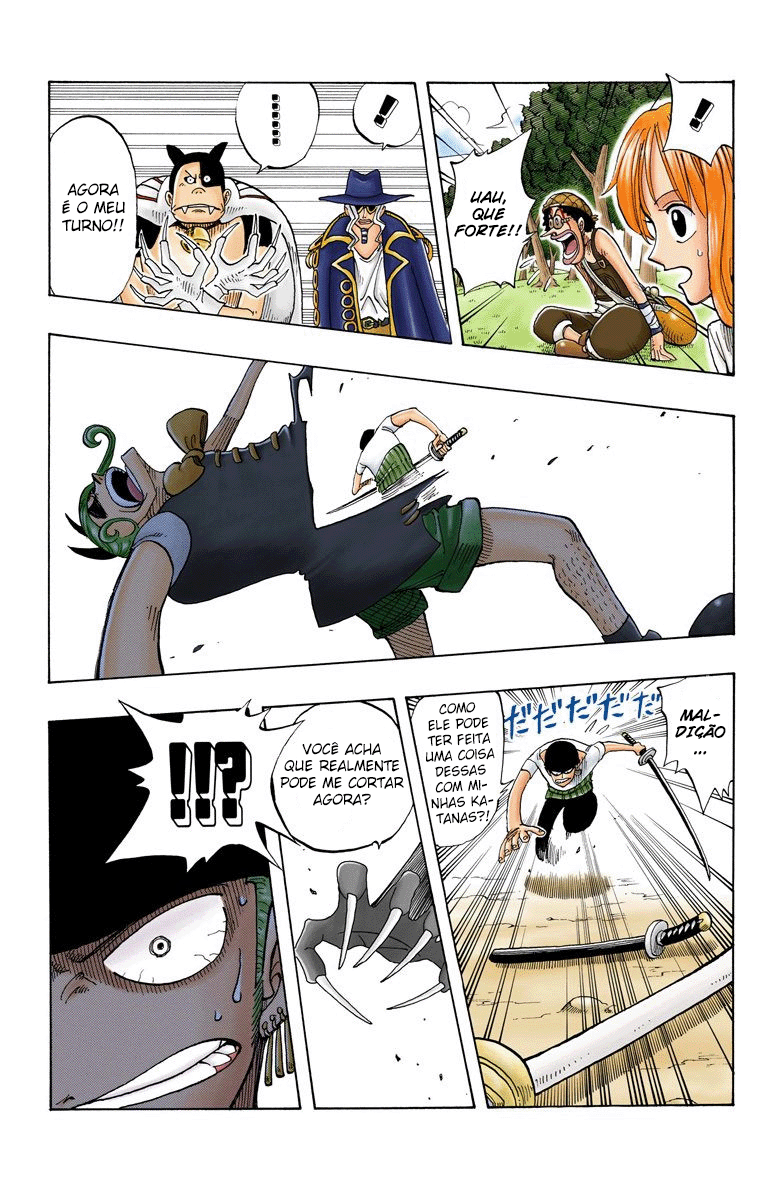 !
UAU,
QUE
FORTE!!
!
......
AGORA
É O MEU
TURNO!!
MAL-
DIÇÃO
...
だだだだだ
COMO
ELE PODE
TER FEITA
UMA COISA
DESSAS
COM MI-
NHAS KA-
TANAS?!
VOCÊ ACHA
QUE REALMENTE
PODE ME CORTAR
AGORA?
!!?